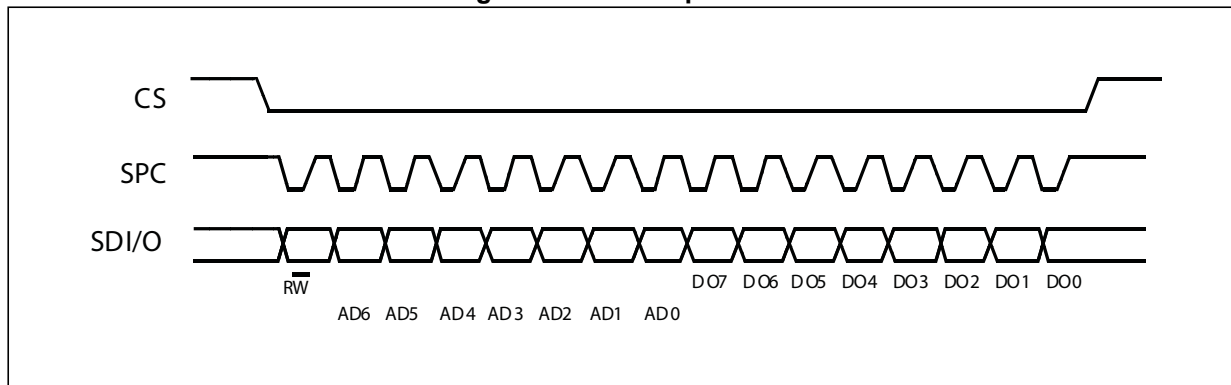 CS
SPC
SDI/O
RW
DO7 DO6 DO5 DO4 DO3 DO2 DO1 DO0
AD6 AD5 AD4 AD3 AD2 AD1 AD0